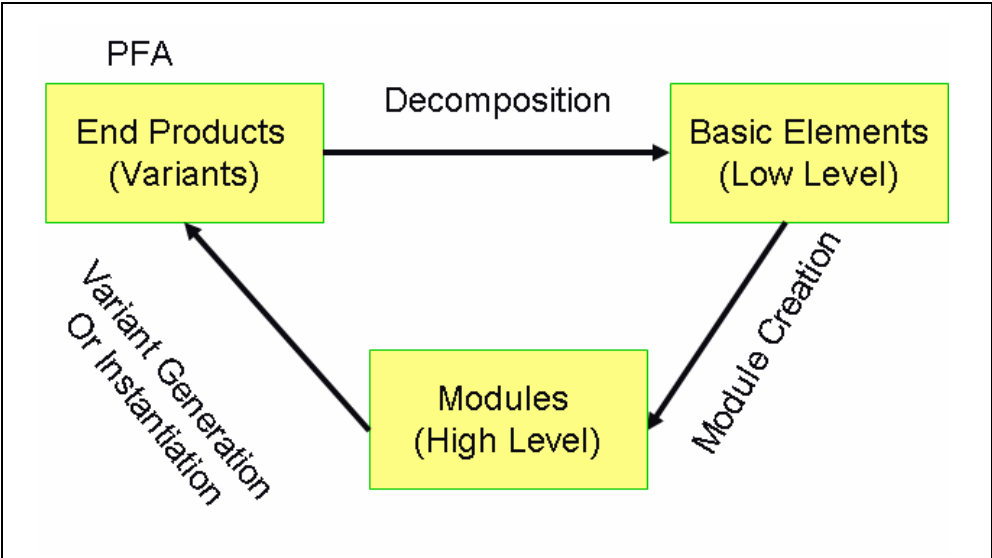 PFA
End Products
(Variants)
Decomposition
Basic Elements
(Low Level)
Module Creation
Modules
(High Level)
Variant Generation
Or Instantiation